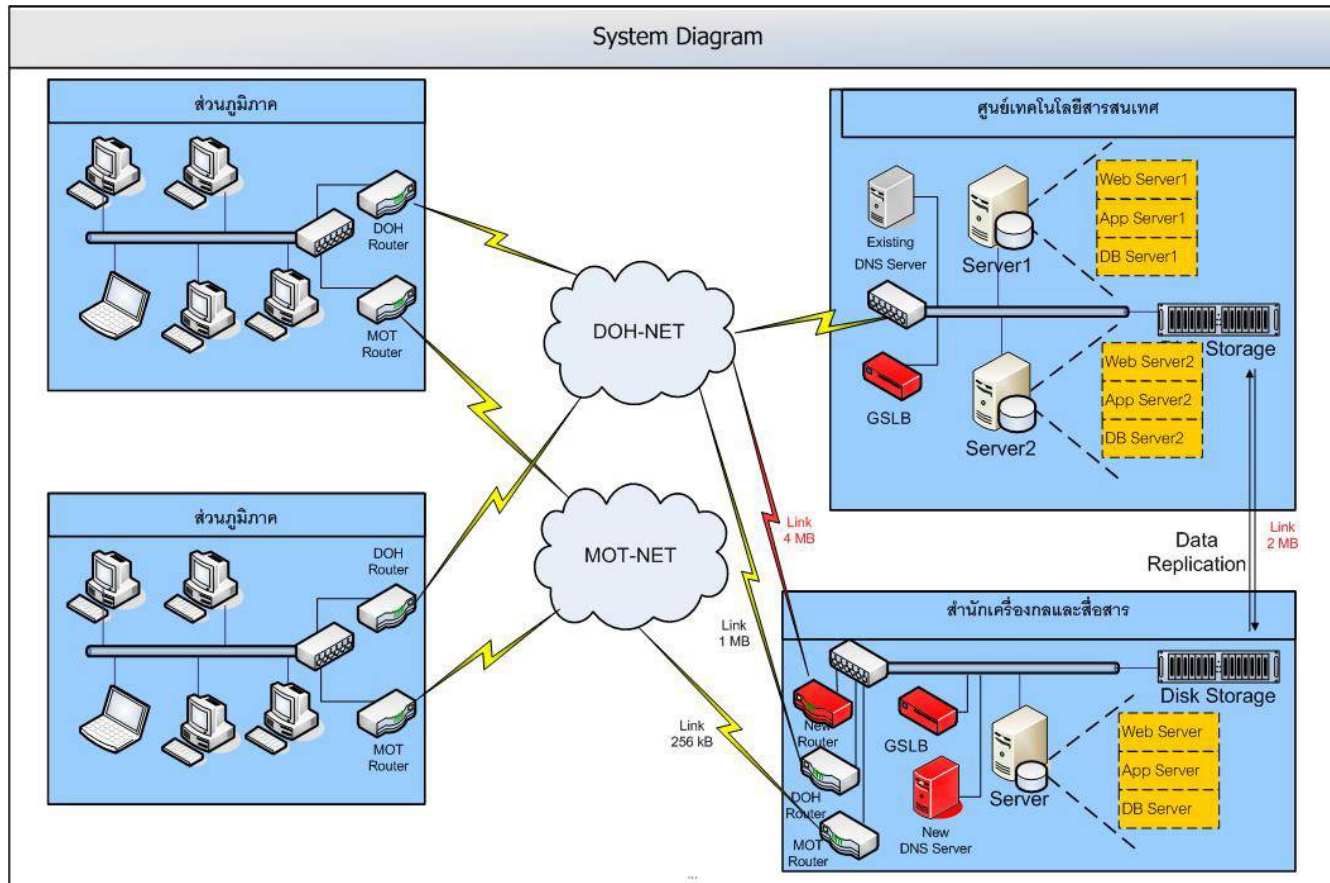 System Diagram
ส่วนภูมิภาค
DOH
Router
MOT
Router
ส่วนภูมิภาค
DOH
Router
MOT
Router
DOH-NET
MOT-NET
Link
4 MB
Link
1 MB
Link
256 kB
ศูนย์เทคโนโลยีสารสนเทศ
Existing
DNS Server
Server1
Web Server1
App Server1
DB Server1
GSLB
Server2
Web Server2
App Server2
DB Server2
Storage
Data
Replication
Link
2 MB
สำนักเครื่องกลและสื่อสาร
New
Router
DOH
Router
MOT
Router
GSLB
New
DNS Server
Server
Disk Storage
Web Server
App Server
DB Server
...